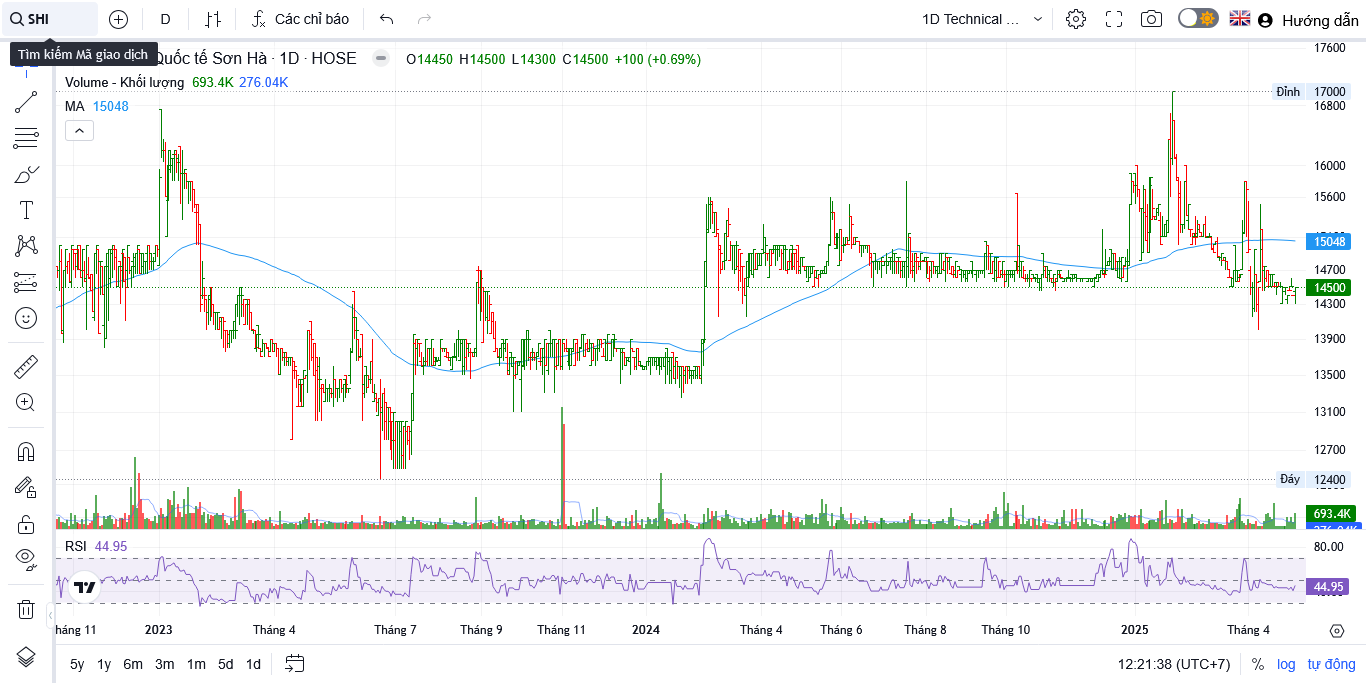 SHI
D
Các chỉ báo
1D Technical ...
Hướng dẫn
Tìm kiếm Mã giao dịch
Quốc tế Sơn Hà · 1D · HOSE
O14450 H14500 L14300 C14500 +100 (+0.69%)
Volume - Khối lượng 693.4K 276.04K
MA 15048
17600
Đỉnh 17000
16800
16000
15600
15048
14700
14500
14300
13900
13500
13100
12700
Đáy 12400
693.4K
276.04K
RSI 44.95
80.00
44.95
háng 11
2023
Tháng 4
Tháng 7
Tháng 9
Tháng 11
2024
Tháng 4
Tháng 6
Tháng 8
Tháng 10
2025
Tháng 4
5y 1y 6m 3m 1m 5d 1d
12:21:38 (UTC+7)
% log tự động